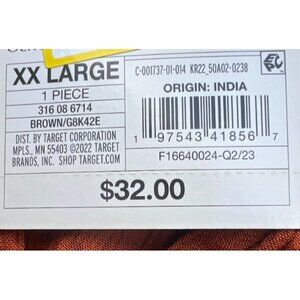 XX LARGE
1 PIECE
316 08 6714
BROWN/G8K42E
DIST. BY TARGET CORPORATION
MPLS., MN 55403 ©2022 TARGET
BRANDS, INC. SHOP TARGET.COM
C-001737-01-014 KR22_50A02-0238
ORIGIN: INDIA
1 97543 41856 7
F16640024-Q2/23
$32.00